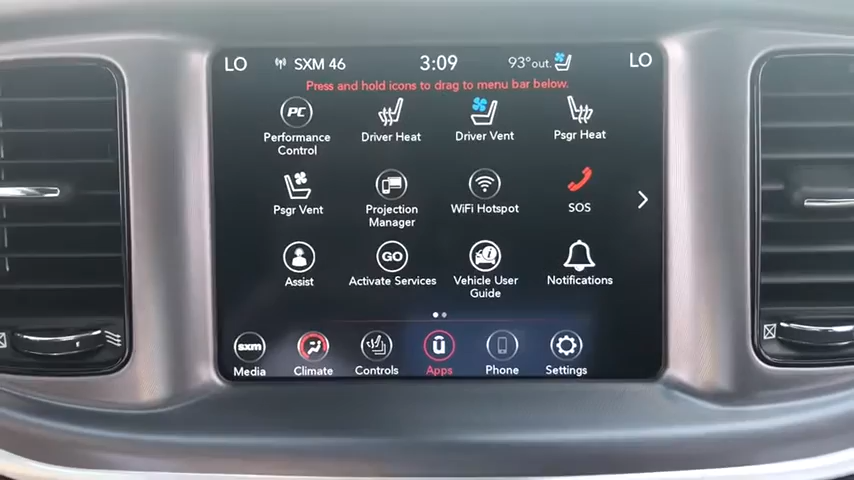 LO SXM 46 3:09 93°out. LO
Press and hold icons to drag to menu bar below.
PC
Performance Control
Driver Heat
Driver Vent
Psgr Heat
Psgr Vent
Projection Manager
WiFi Hotspot
SOS
Assist
GO
Activate Services
i
Vehicle User Guide
Notifications
sxm
Media
Climate
Controls
ū
Apps
Phone
Settings